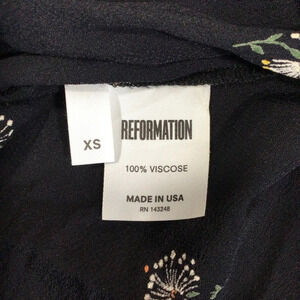 XS
REFORMATION
100% VISCOSE
MADE IN USA
RN 143248